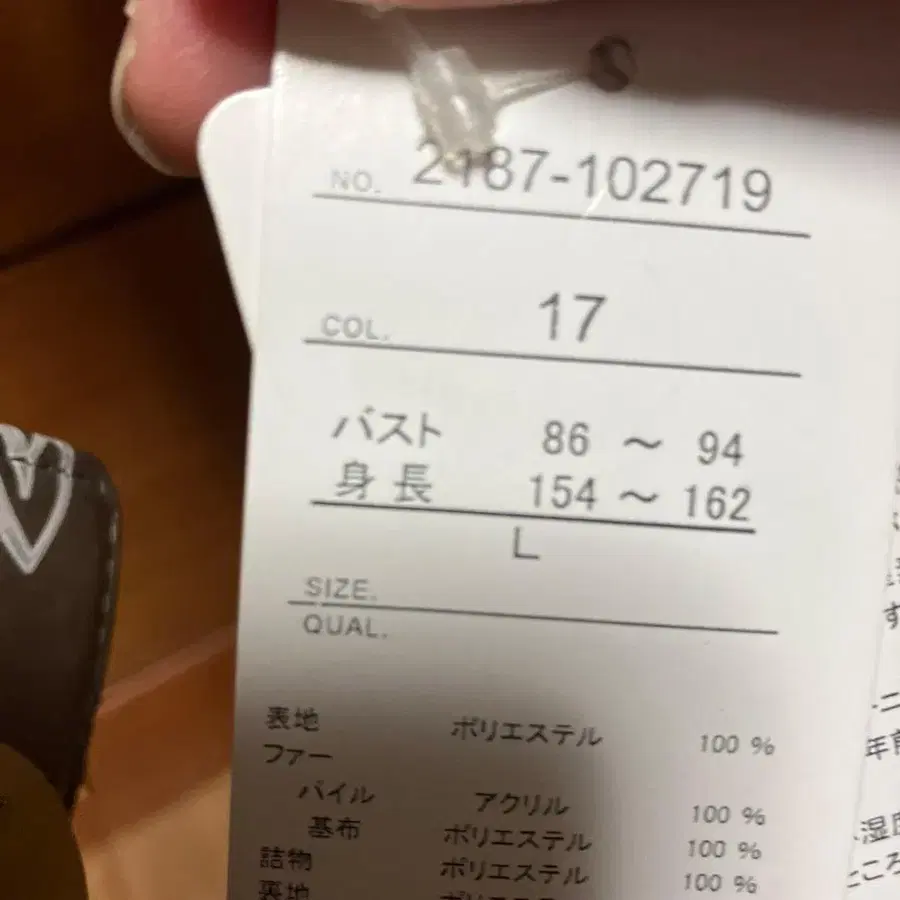 NO. 2187-102719
COL. 17
バスト 86 ～ 94
身長 154 ～ 162
L
SIZE.
QUAL.
表地 ポリエステル 100 %
ファー
パイル アクリル 100 %
基布 ポリエステル 100 %
詰物 ポリエステル 100 %
裏地
年前